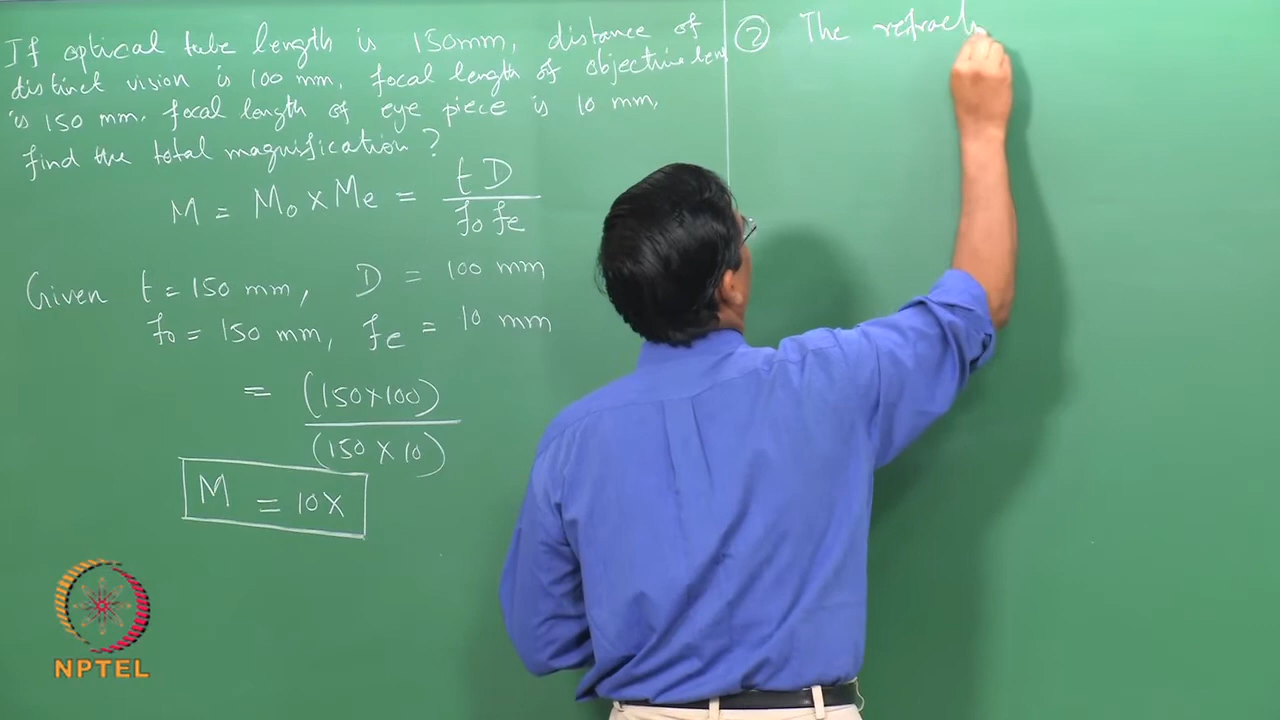 If optical tube length is 150mm, distance of
distinct vision is 100 mm. focal length of objective lens
is 150 mm. focal length of eye piece is 10 mm.
find the total magnification?
M = Mo x Me = tD / fo fe
Given t = 150 mm, D = 100 mm
fo = 150 mm, fe = 10 mm
= (150x100) / (150 x 10)
M = 10X
② The refracti
NPTEL